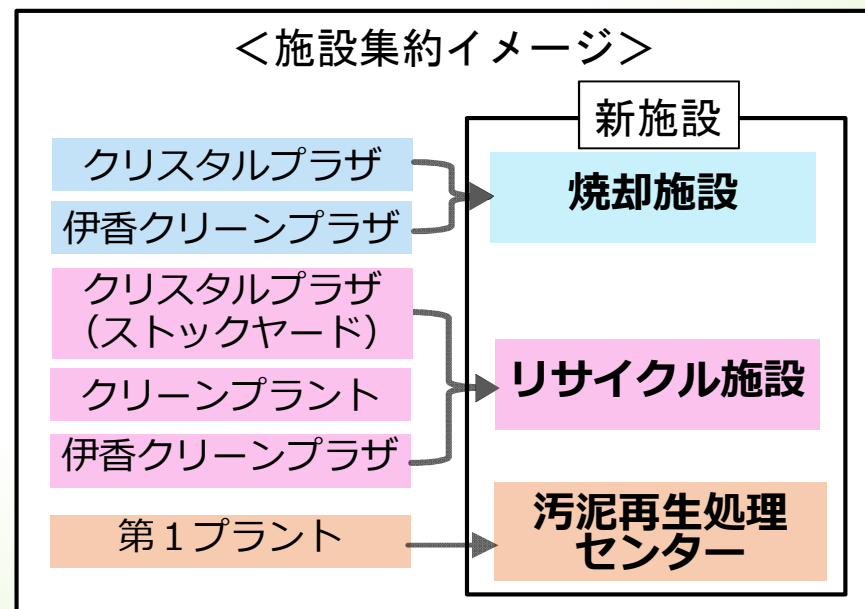 ＜施設集約イメージ＞
新施設
クリスタルプラザ
伊香クリーンプラザ
焼却施設
クリスタルプラザ
（ストックヤード）
クリーンプラント
伊香クリーンプラザ
リサイクル施設
第１プラント
汚泥再生処理
センター